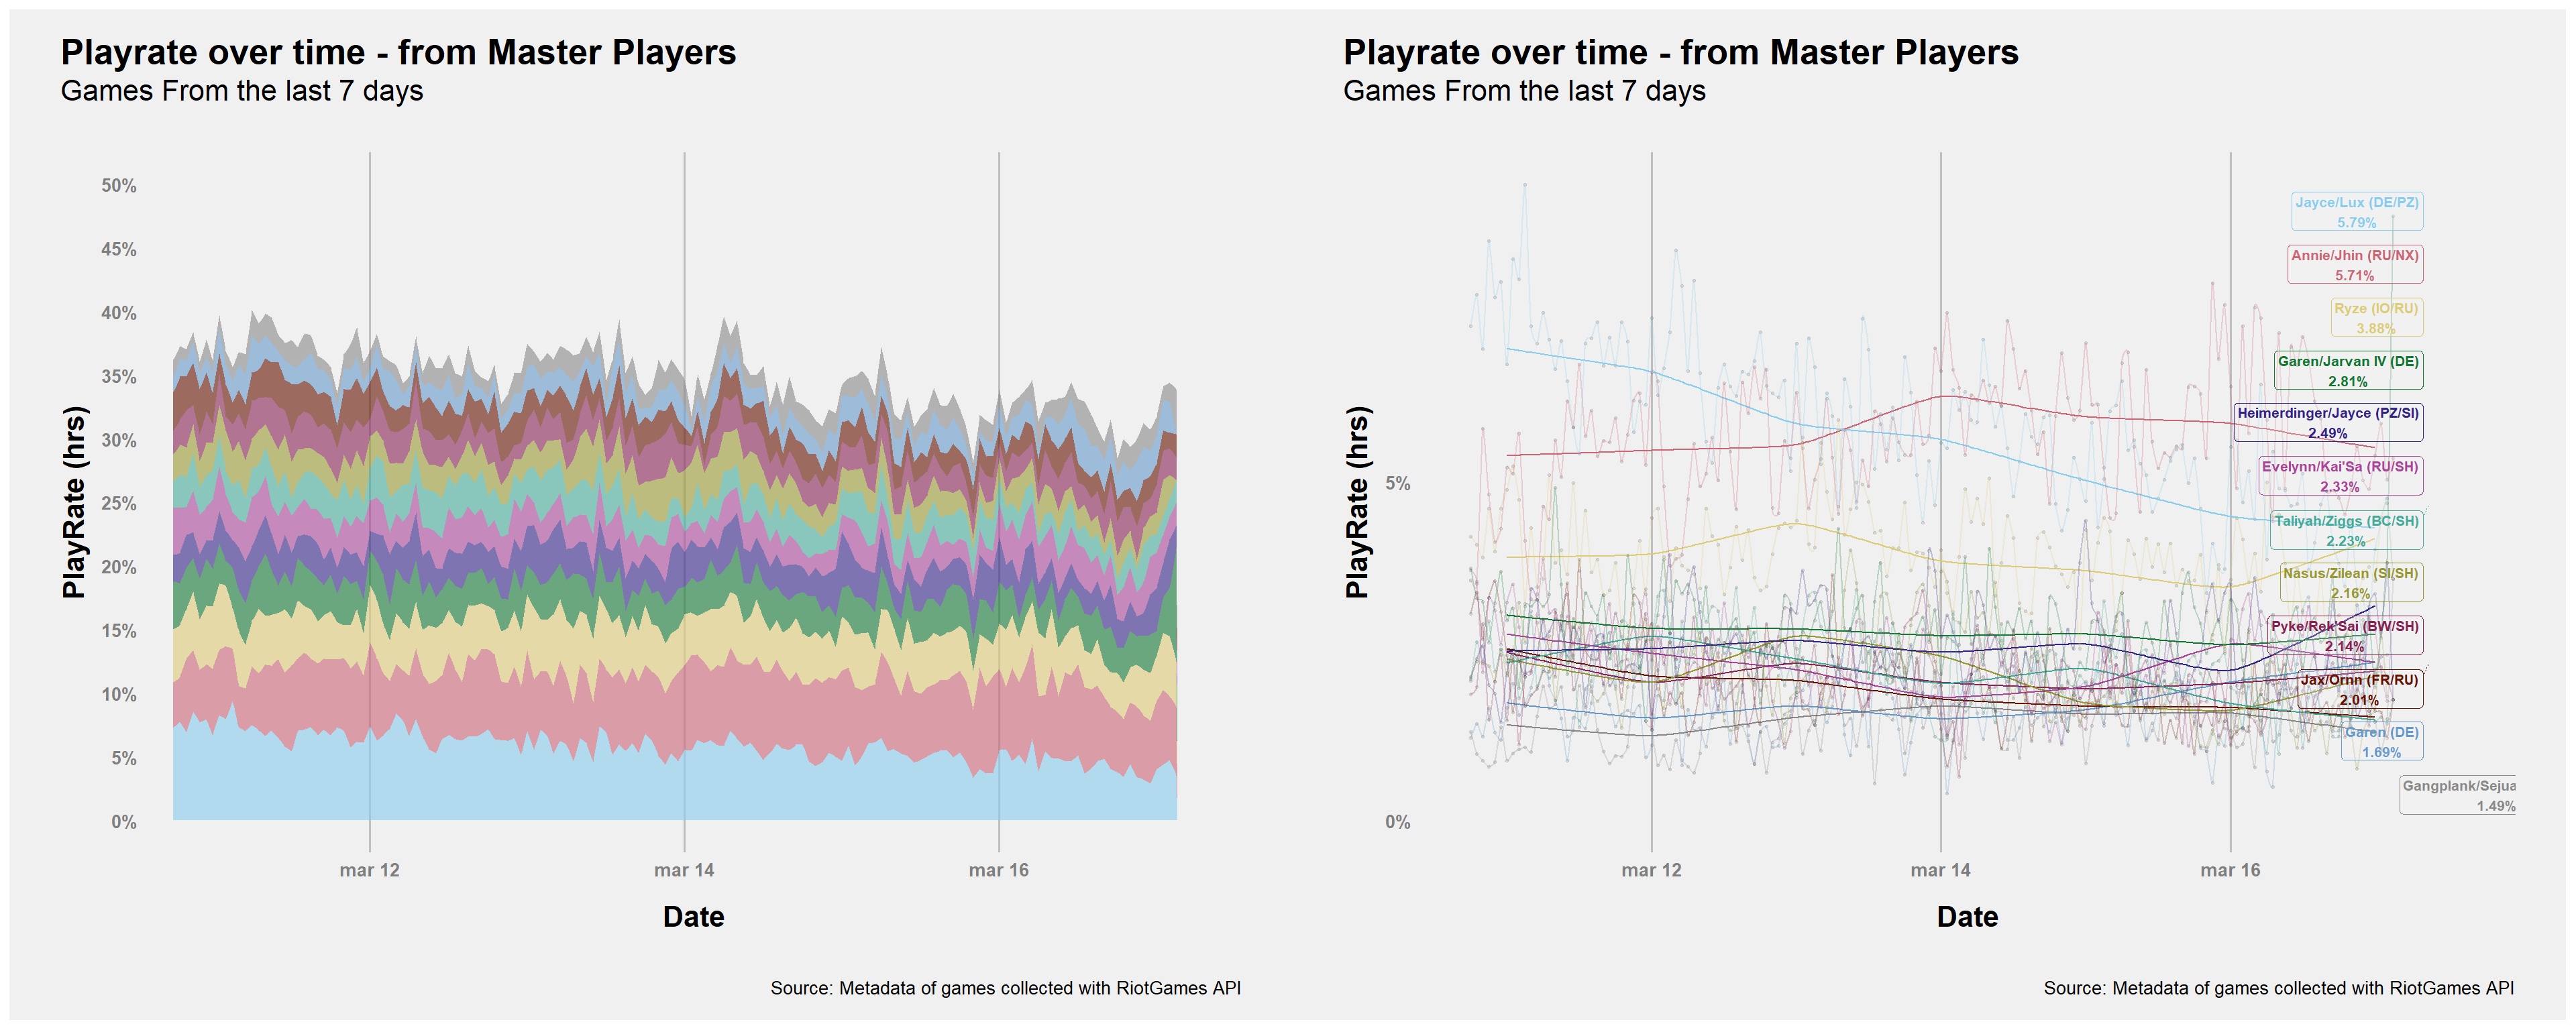 Playrate over time - from Master Players
Games From the last 7 days
50%
45%
40%
35%
30%
25%
20%
15%
10%
5%
0%
PlayRate (hrs)
mar 12
mar 14
mar 16
Date
Source: Metadata of games collected with RiotGames API
Playrate over time - from Master Players
Games From the last 7 days
5%
0%
PlayRate (hrs)
Jayce/Lux (DE/PZ)
5.79%
Annie/Jhin (RU/NX)
5.71%
Ryze (IO/RU)
3.88%
Garen/Jarvan IV (DE)
2.81%
Heimerdinger/Jayce (PZ/SI)
2.49%
Evelynn/Kai'Sa (RU/SH)
2.33%
Taliyah/Ziggs (BC/SH)
2.23%
Nasus/Zilean (SI/SH)
2.16%
Pyke/Rek'Sai (BW/SH)
2.14%
Jax/Ornn (FR/RU)
2.01%
Garen (DE)
1.69%
Gangplank/Sejua
1.49%
mar 12
mar 14
mar 16
Date
Source: Metadata of games collected with RiotGames API